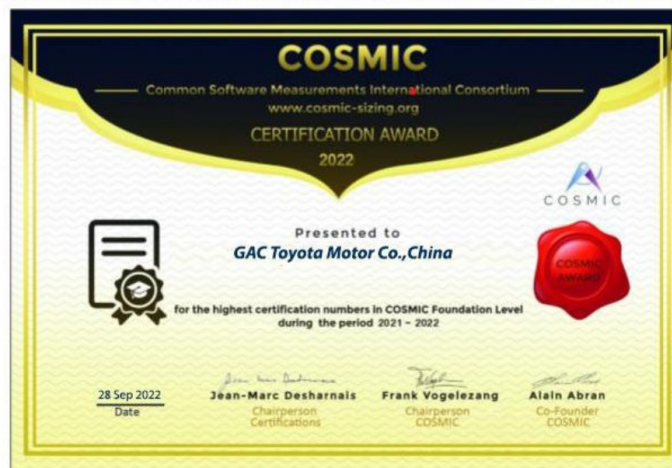 COSMIC
Common Software Measurements International Consortium
www.cosmic-sizing.org
CERTIFICATION AWARD
2022
COSMIC
Presented to
GAC Toyota Motor Co.,China
COSMIC
AWARD
for the highest certification numbers in COSMIC Foundation Level
during the period 2021 – 2022
28 Sep 2022
Date
Jean-Marc Desharnais
Chairperson
Certifications
Frank Vogelezang
Chairperson
COSMIC
Alain Abran
Co-Founder
COSMIC